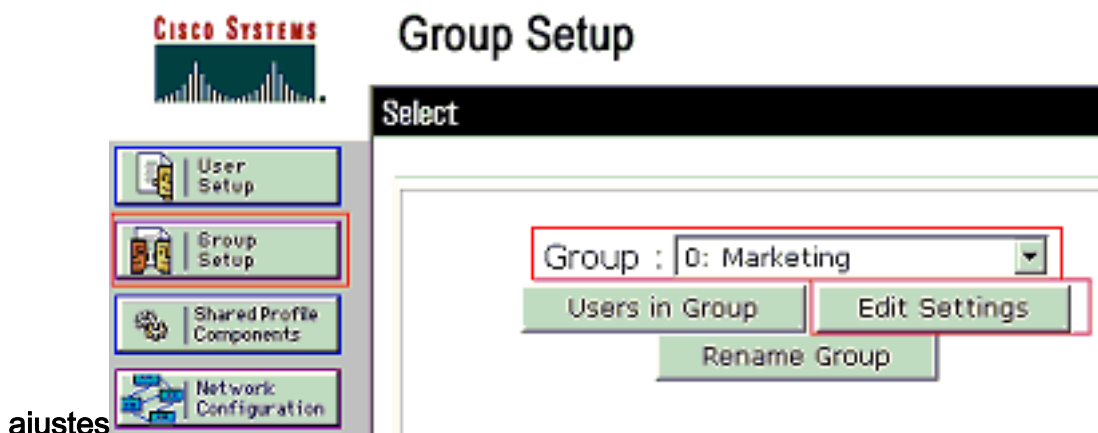 CISCO SYSTEMS
Group Setup
Select
User
Setup
Group
Setup
Shared Profile
Components
Network
Configuration
Group : 0: Marketing
Users in Group
Edit Settings
Rename Group
ajustes